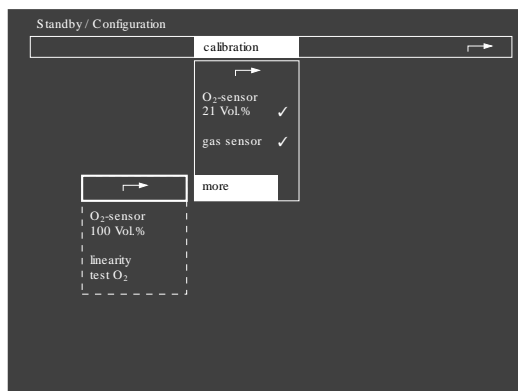 Standby / Configuration
calibration
O₂-sensor
21 Vol.% ✓
gas sensor ✓
more
O₂-sensor
100 Vol.%
linearity
test O₂